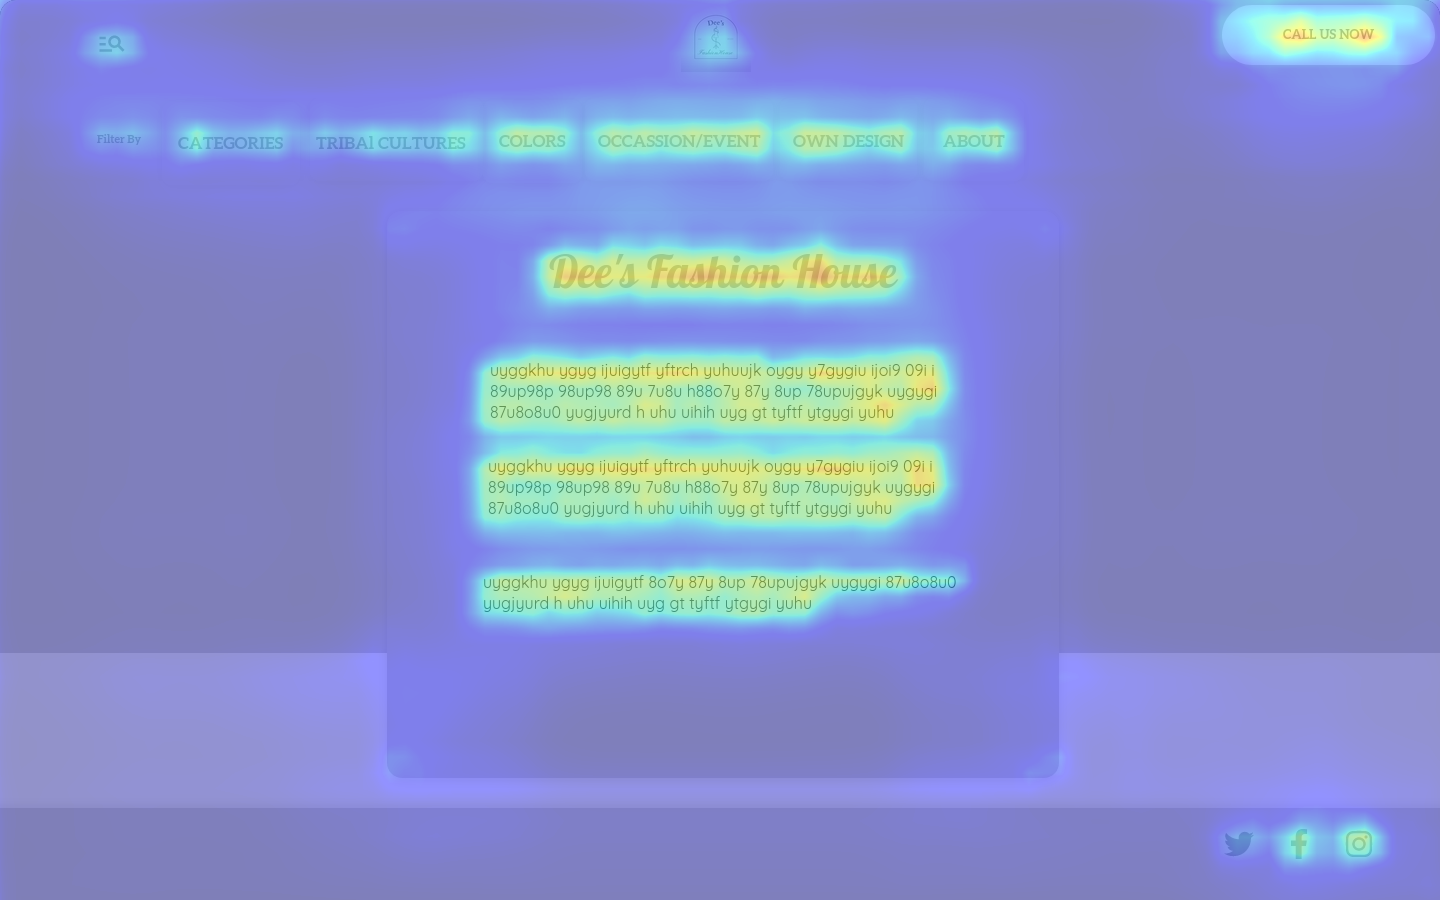 Dee's
CALL US NOW
Filter By
CATEGORIES
TRIBAl CULTURES
COLORS
OCCASSION/EVENT
OWN DESIGN
ABOUT
Dee's Fashion House
uyggkhu ygyg ijuigytf yftrch yuhuujk oygy y7gygiu ijoi9 09i i
89up98p 98up98 89u 7u8u h88o7y 87y 8up 78upujgyk uygygi
87u8o8u0 yugjyurd h uhu uihih uyg gt tyftf ytgygi yuhu
uyggkhu ygyg ijuigytf yftrch yuhuujk oygy y7gygiu ijoi9 09i i
89up98p 98up98 89u 7u8u h88o7y 87y 8up 78upujgyk uygygi
87u8o8u0 yugjyurd h uhu uihih uyg gt tyftf ytgygi yuhu
uyggkhu ygyg ijuigytf 8o7y 87y 8up 78upujgyk uygygi 87u8o8u0
yugjyurd h uhu uihih uyg gt tyftf ytgygi yuhu